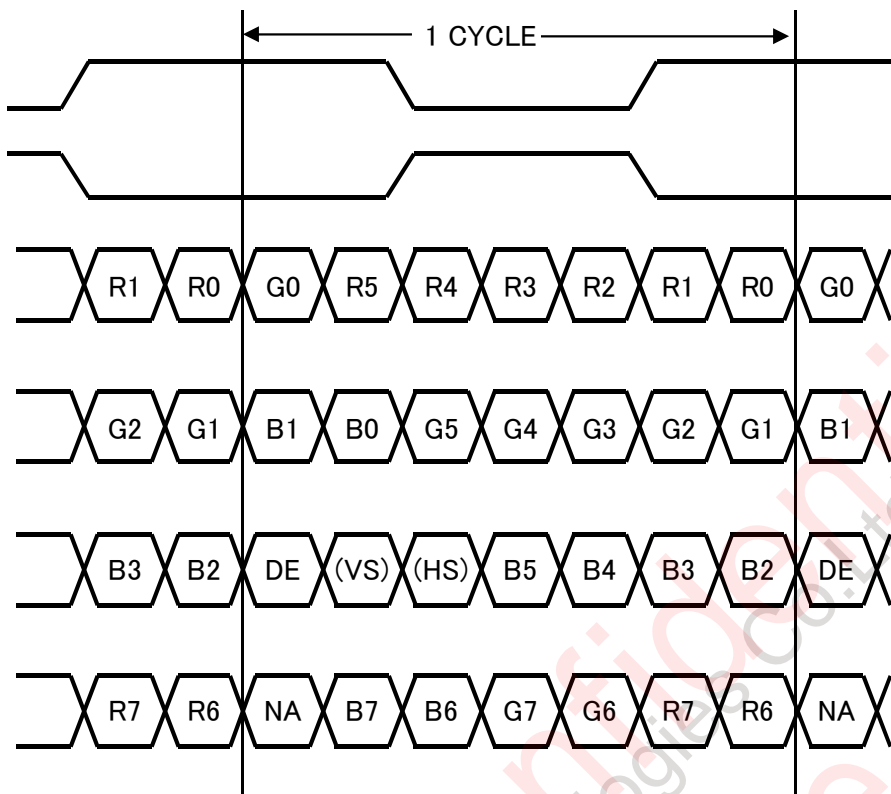 1 CYCLE
R1 R0 G0 R5 R4 R3 R2 R1 R0 G0
G2 G1 B1 B0 G5 G4 G3 G2 G1 B1
B3 B2 DE (VS) (HS) B5 B4 B3 B2 DE
R7 R6 NA B7 B6 G7 G6 R7 R6 NA